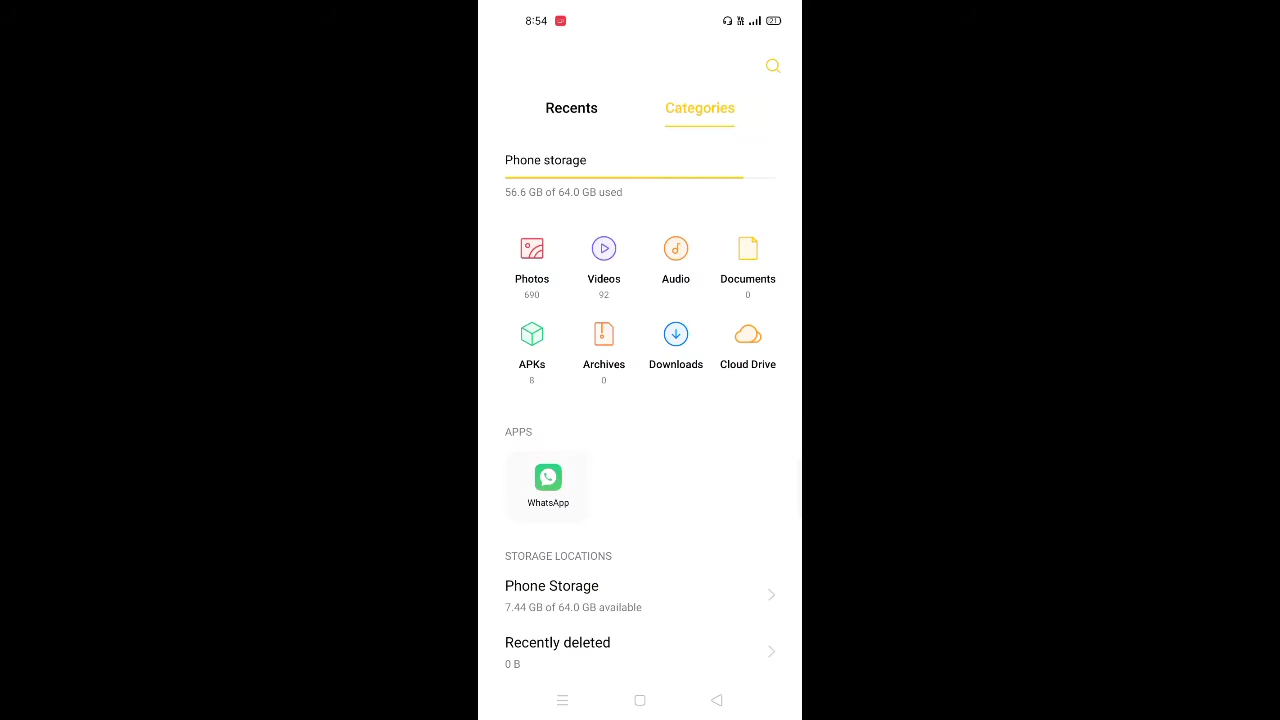 8:54
21
Recents Categories
Phone storage
56.6 GB of 64.0 GB used
Photos Videos Audio Documents
690 92 0
APKs Archives Downloads Cloud Drive
8 0
APPS
WhatsApp
STORAGE LOCATIONS
Phone Storage
7.44 GB of 64.0 GB available
Recently deleted
0 B